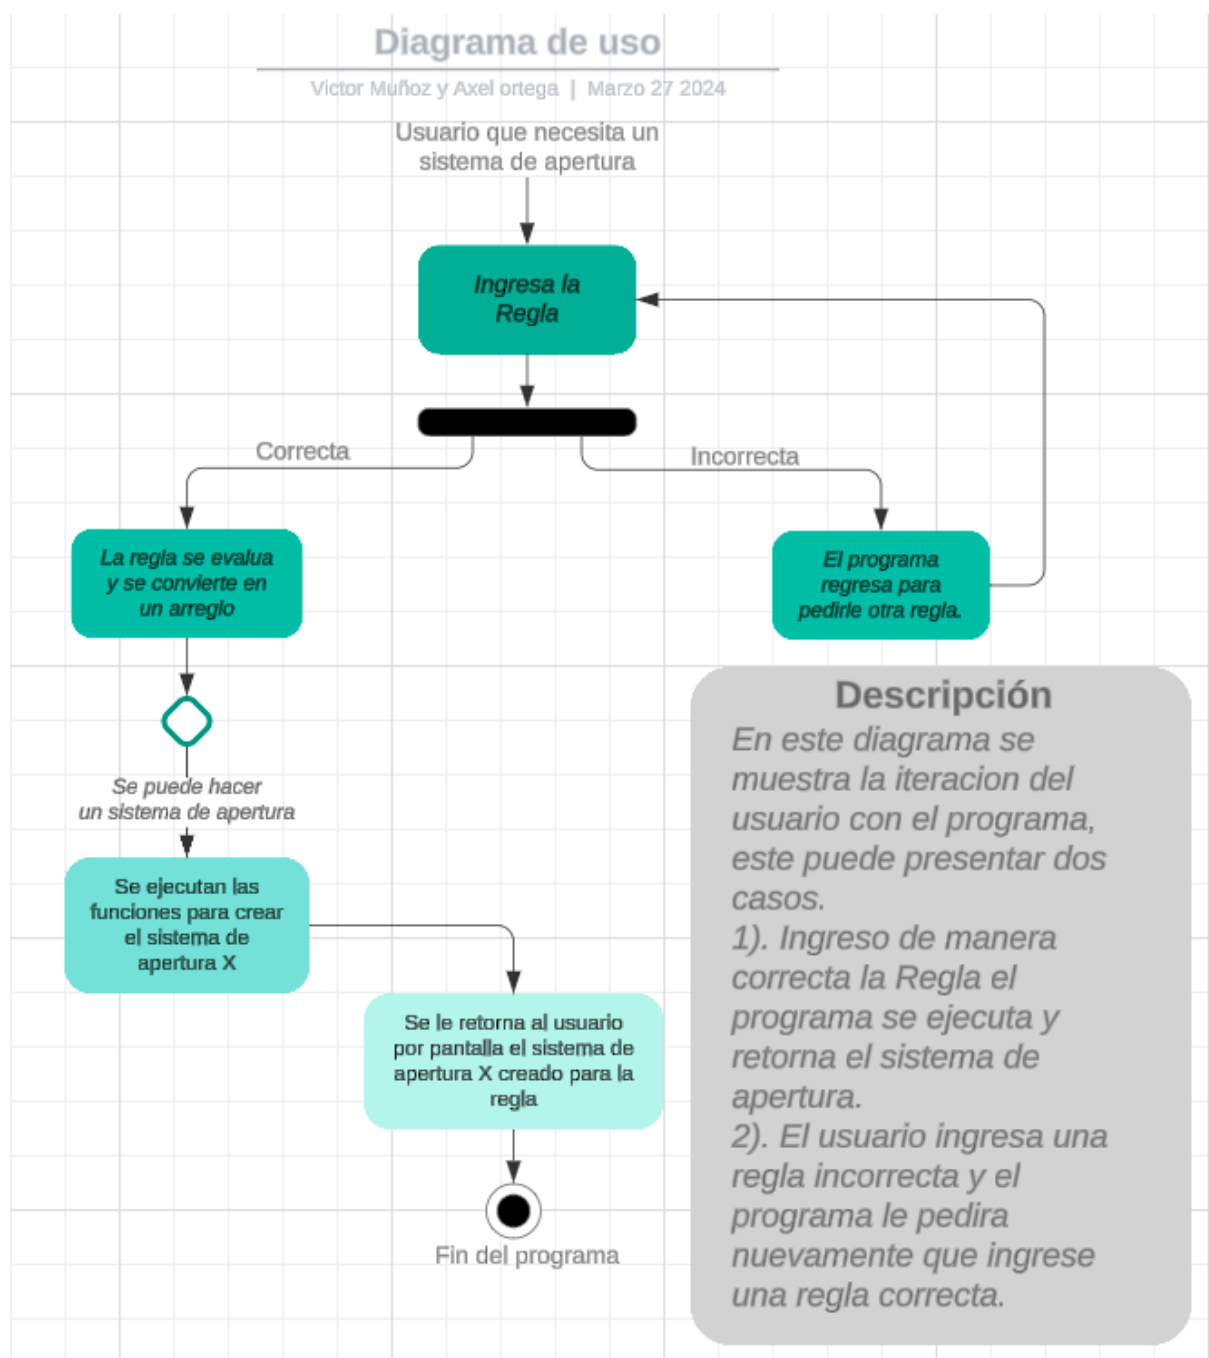 Diagrama de uso
Victor Muñoz y Axel ortega | Marzo 27 2024
Usuario que necesita un
sistema de apertura
Ingresa la
Regla
Correcta
Incorrecta
La regla se evalua
y se convierte en
un arreglo
El programa
regresa para
pedirle otra regla.
Se puede hacer
un sistema de apertura
Se ejecutan las
funciones para crear
el sistema de
apertura X
Se le retorna al usuario
por pantalla el sistema de
apertura X creado para la
regla
Fin del programa
Descripción
En este diagrama se
muestra la iteracion del
usuario con el programa,
este puede presentar dos
casos.
1). Ingreso de manera
correcta la Regla el
programa se ejecuta y
retorna el sistema de
apertura.
2). El usuario ingresa una
regla incorrecta y el
programa le pedira
nuevamente que ingrese
una regla correcta.